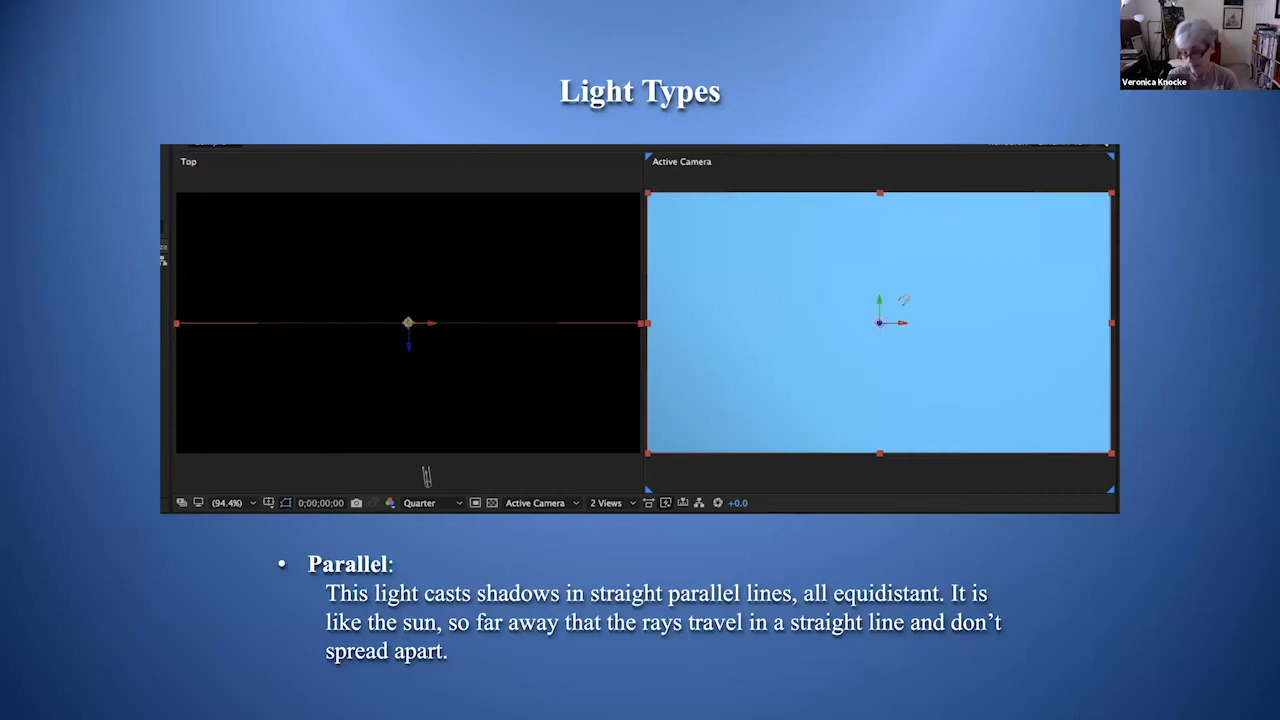 Veronica Knocke
Light Types
Top
Active Camera
ze
(94.4%)
0;00;00;00
Quarter
Active Camera
2 Views
+0.0
• Parallel:
This light casts shadows in straight parallel lines, all equidistant. It is
like the sun, so far away that the rays travel in a straight line and don’t
spread apart.